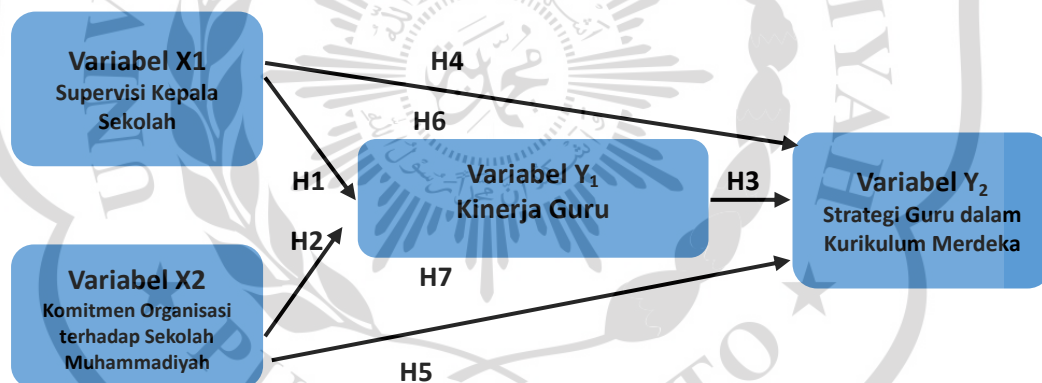 Variabel X1
Supervisi Kepala
Sekolah
H4
H6
H1
Variabel Y₁
Kinerja Guru
H3
Variabel Y₂
Strategi Guru dalam
Kurikulum Merdeka
H2
Variabel X2
Komitmen Organisasi
terhadap Sekolah
Muhammadiyah
H7
H5